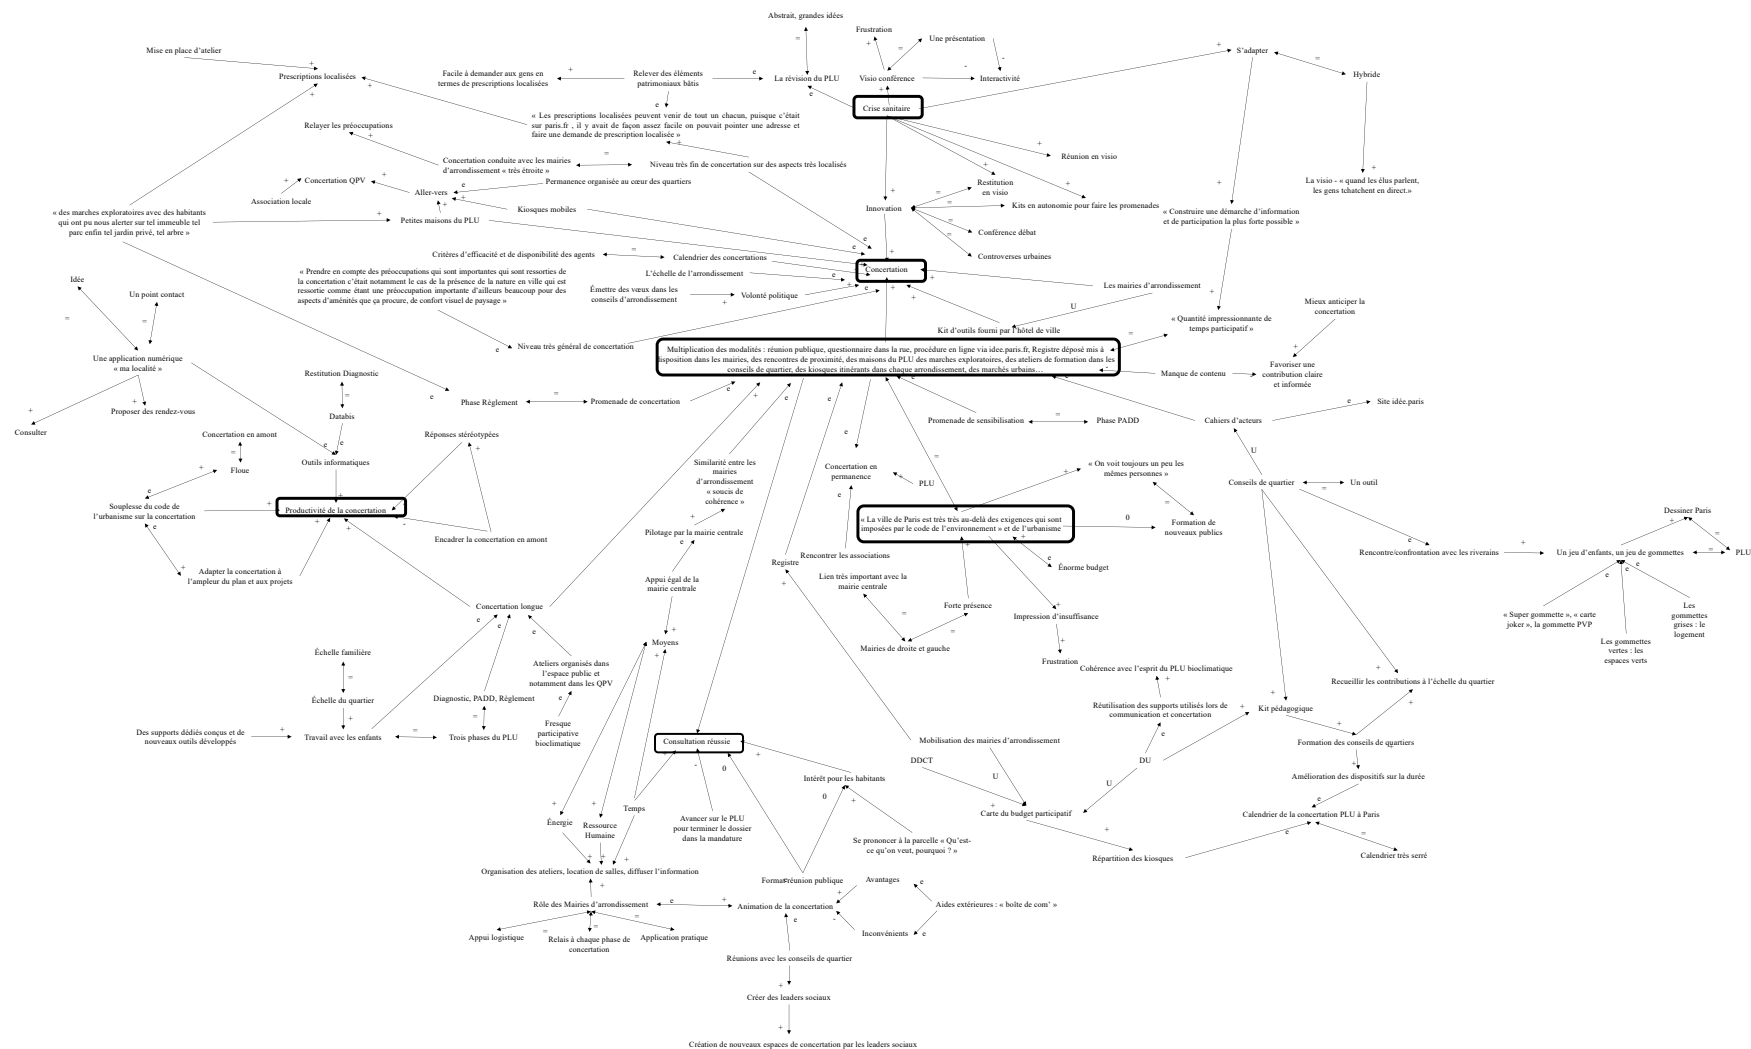 Abstrait, grandes idées
Frustration
Une présentation
Mise en place d’atelier
S’adapter
Prescriptions localisées
Facile à demander aux gens en
termes de prescriptions localisées
Relever des éléments
patrimoniaux bâtis
La révision du PLU
Visio conférence
Interactivité
Hybride
Crise sanitaire
« Les prescriptions localisées peuvent venir de tout un chacun, puisque c’était
sur paris.fr , il y avait de façon assez facile on pouvait pointer une adresse et
faire une demande de prescription localisée »
Relayer les préoccupations
Concertation conduite avec les mairies
d’arrondissement « très étroite »
Niveau très fin de concertation sur des aspects très localisés
Réunion en visio
Concertation QPV
Aller-vers
Permanence organisée au cœur des quartiers
Restitution
en visio
La visio - « quand les élus parlent,
les gens tchatchent en direct.»
Association locale
Kiosques mobiles
Innovation
Kits en autonomie pour faire les promenades
« des marches exploratoires avec des habitants
qui ont pu nous alerter sur tel immeuble tel
parc enfin tel jardin privé, tel arbre »
Petites maisons du PLU
« Construire une démarche d’information
et de participation la plus forte possible »
Conférence débat
Critères d’efficacité et de disponibilité des agents
Calendrier des concertations
Controverses urbaines
« Prendre en compte des préoccupations qui sont importantes qui sont ressorties de
la concertation c’était notamment le cas de la présence de la nature en ville qui est
ressortie comme étant une préoccupation importante d’ailleurs beaucoup pour des
aspects d’aménités que ça procure, de confort visuel de paysage »
L’échelle de l’arrondissement
Concertation
Les mairies d’arrondissement
Idée
Un point contact
Émettre des vœux dans les
conseils d’arrondissement
Volonté politique
Mieux anticiper la
concertation
Kit d’outils fourni par l’hôtel de ville
« Quantité impressionnante de
temps participatif »
Niveau très général de concertation
Multiplication des modalités : réunion publique, questionnaire dans la rue, procédure en ligne via idee.paris.fr, Registre déposé mis à
disposition dans les mairies, des rencontres de proximité, des maisons du PLU des marches exploratoires, des ateliers de formation dans les
conseils de quartier, des kiosques itinérants dans chaque arrondissement, des marchés urbains…
Une application numérique
« ma localité »
Manque de contenu
Favoriser une
contribution claire
et informée
Restitution Diagnostic
Phase Règlement
Promenade de concertation
Site idée.paris
Proposer des rendez-vous
Consulter
Databis
Promenade de sensibilisation
Phase PADD
Cahiers d’acteurs
Concertation en amont
Réponses stéréotypées
Floue
Outils informatiques
Similarité entre les
mairies
d’arrondissement
« soucis de
cohérence »
Concertation en
permanence
PLU
« On voit toujours un peu les
mêmes personnes »
Conseils de quartier
Un outil
Souplesse du code de
l’urbanisme sur la concertation
Productivité de la concertation
« La ville de Paris est très très au-delà des exigences qui sont
imposées par le code de l’environnement » et de l’urbanisme
Formation de
nouveaux publics
Dessiner Paris
Encadrer la concertation en amont
Pilotage par la mairie centrale
Rencontrer les associations
Rencontre/confrontation avec les riverains
Un jeu d’enfants, un jeu de gommettes
PLU
Adapter la concertation à
l’ampleur du plan et aux projets
Registre
Énorme budget
Appui égal de la
mairie centrale
Lien très important avec la
mairie centrale
Concertation longue
Forte présence
Impression d’insuffisance
« Super gommette », « carte
joker », la gommette PVP
Les
gommettes
grises : le
logement
Les gommettes
vertes : les
espaces verts
Moyens
Mairies de droite et gauche
Échelle familière
Ateliers organisés dans
l’espace public et
notamment dans les QPV
Frustration
Cohérence avec l’esprit du PLU bioclimatique
Recueillir les contributions à l’échelle du quartier
Échelle du quartier
Diagnostic, PADD, Règlement
Réutilisation des supports utilisés lors de
communication et concertation
Kit pédagogique
Des supports dédiés conçus et de
nouveaux outils développés
Travail avec les enfants
Trois phases du PLU
Fresque
participative
bioclimatique
Consultation réussie
Mobilisation des mairies d’arrondissement
Formation des conseils de quartiers
DDCT
DU
Intérêt pour les habitants
Amélioration des dispositifs sur la durée
Énergie
Ressource
Humaine
Temps
Avancer sur le PLU
pour terminer le dossier
dans la mandature
Carte du budget participatif
Calendrier de la concertation PLU à Paris
Se prononcer à la parcelle « Qu’est-
ce qu’on veut, pourquoi ? »
Répartition des kiosques
Calendrier très serré
Organisation des ateliers, location de salles, diffuser l’information
Format réunion publique
Avantages
Rôle des Mairies d’arrondissement
Animation de la concertation
Aides extérieures : « boîte de com’ »
Appui logistique
Relais à chaque phase de
concertation
Application pratique
Inconvénients
Réunions avec les conseils de quartier
Créer des leaders sociaux
Création de nouveaux espaces de concertation par les leaders sociaux